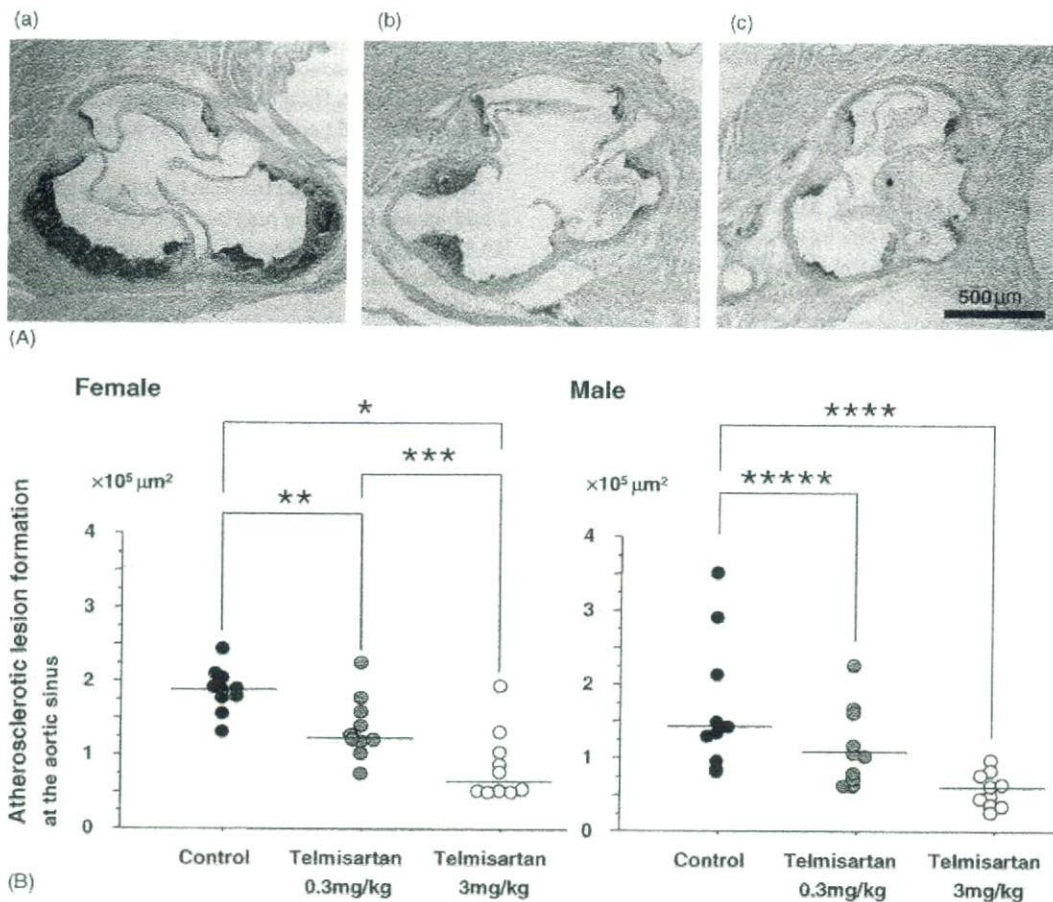 (a) (b) (c)
500 μm
(A)
Female Male
* ****
*** 
×10⁵ μm² ×10⁵ μm²
** *****
Atherosclerotic lesion formation
at the aortic sinus
4
3
2
1
0
4
3
2
1
0
Control Telmisartan Telmisartan Control Telmisartan Telmisartan
0.3mg/kg 3mg/kg 0.3mg/kg 3mg/kg
(B)